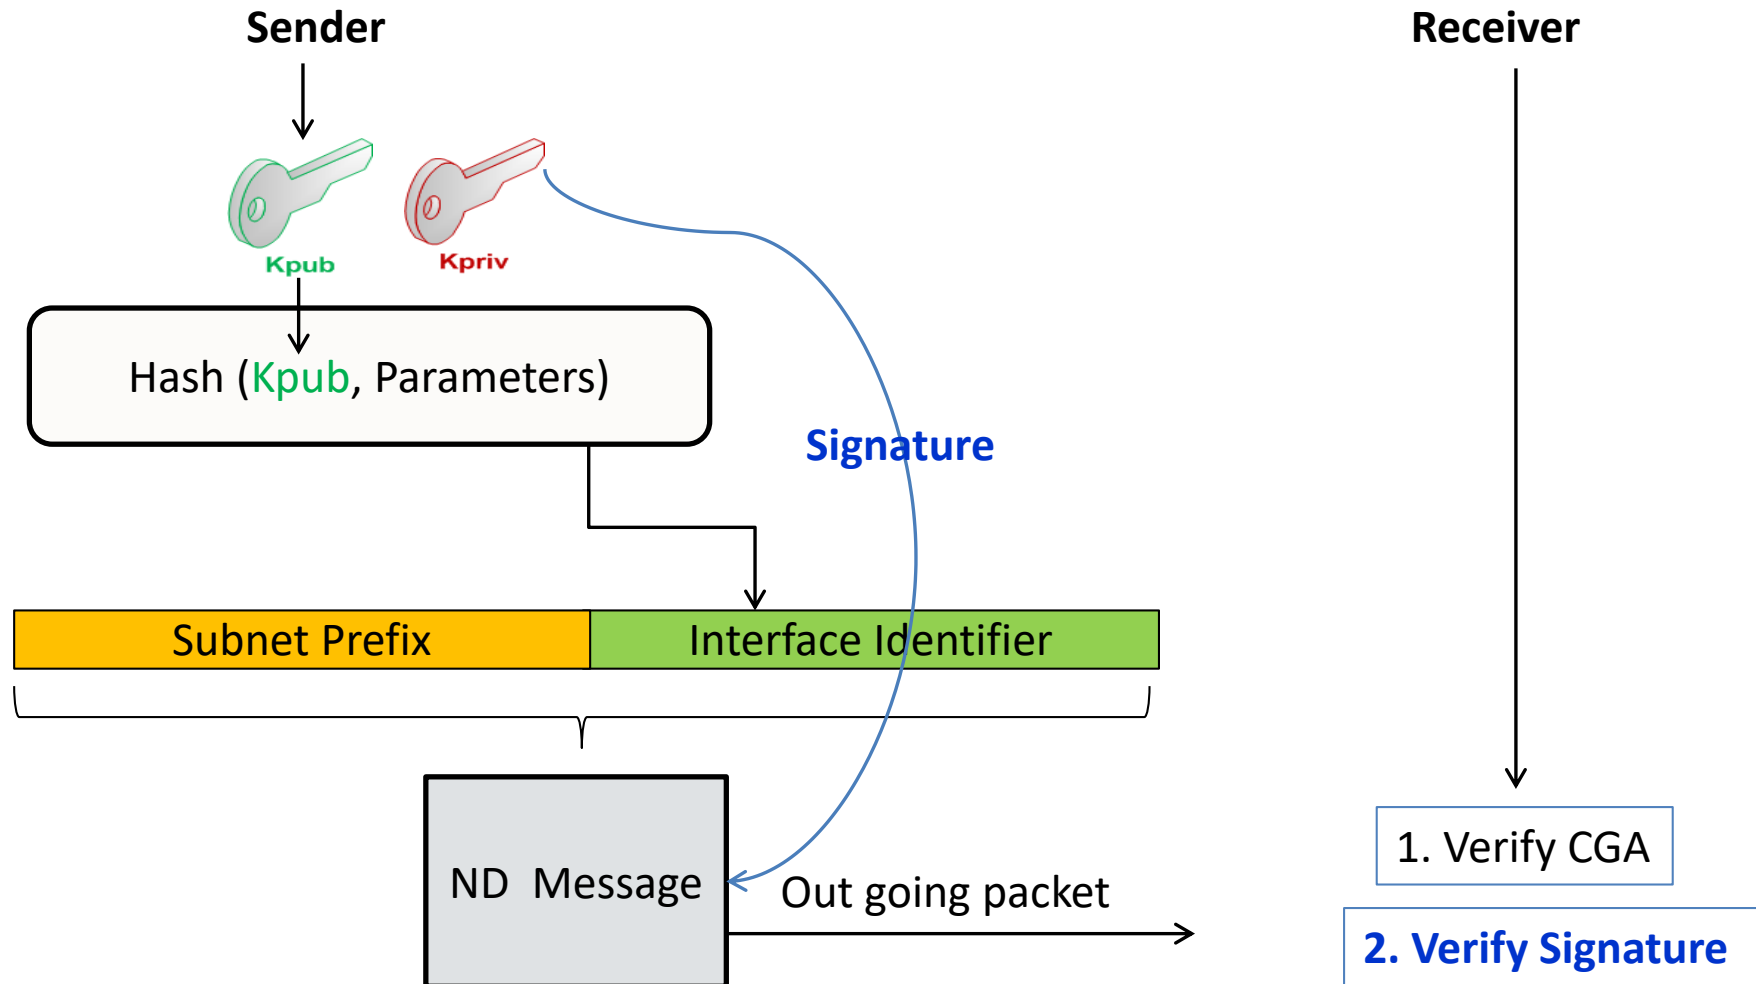 Sender
Receiver
Kpub
Kpriv
Hash (Kpub, Parameters)
Signature
Subnet Prefix
Interface Identifier
ND  Message
Out going packet
1. Verify CGA
2. Verify Signature